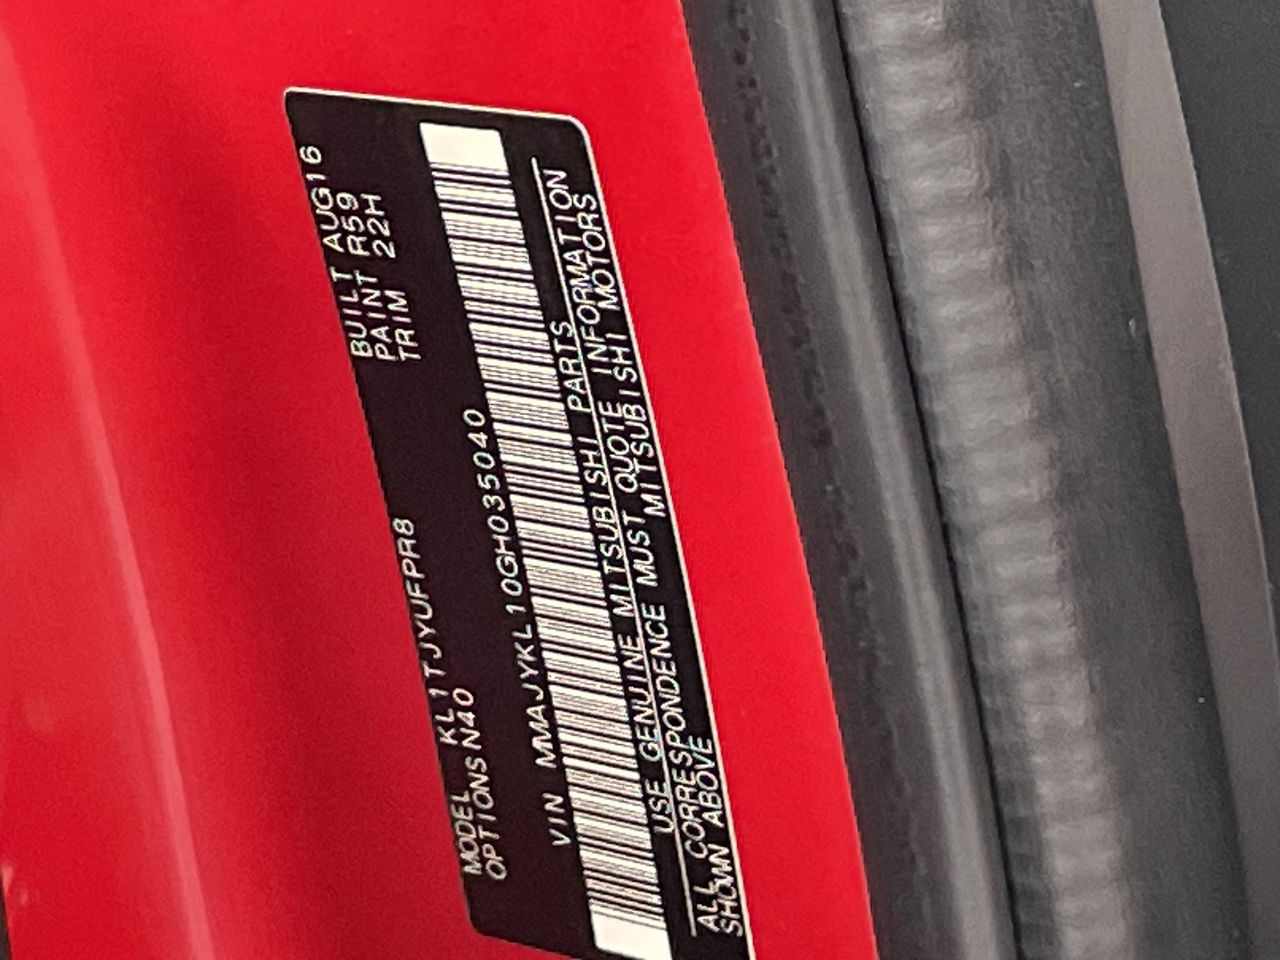 MODEL KL1TJYUFPR8 BUILT AUG16
OPTIONS N40 PAINT R59
TRIM 22H
VIN MMAJYKL10GH035040
USE GENUINE MITSUBISHI PARTS
ALL CORRESPONDENCE MUST QUOTE INFORMATION
SHOWN ABOVE MITSUBISHI MOTORS